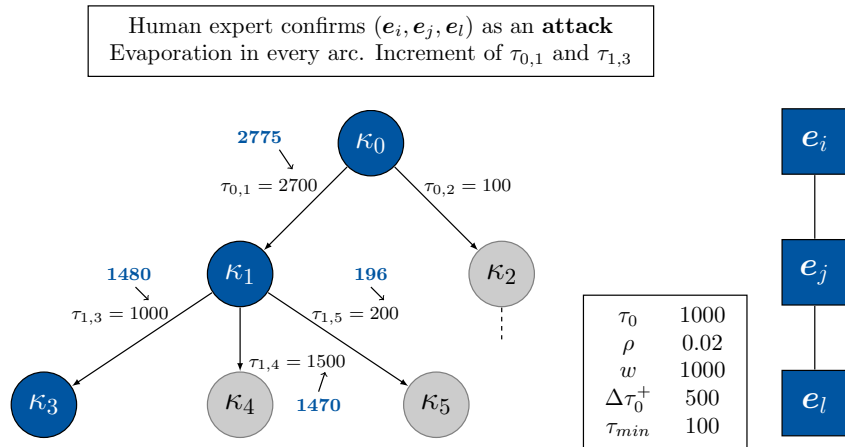 Human expert confirms (e_i, e_j, e_l) as an attack
Evaporation in every arc. Increment of τ_{0,1} and τ_{1,3}
2775
κ_0
e_i
τ_{0,1} = 2700
τ_{0,2} = 100
1480
κ_1
196
κ_2
e_j
τ_{1,3} = 1000
τ_{1,5} = 200
τ_0 1000
ρ 0.02
τ_{1,4} = 1500
w 1000
κ_3
κ_4
1470
κ_5
Δτ_0^+ 500
e_l
τ_{min} 100